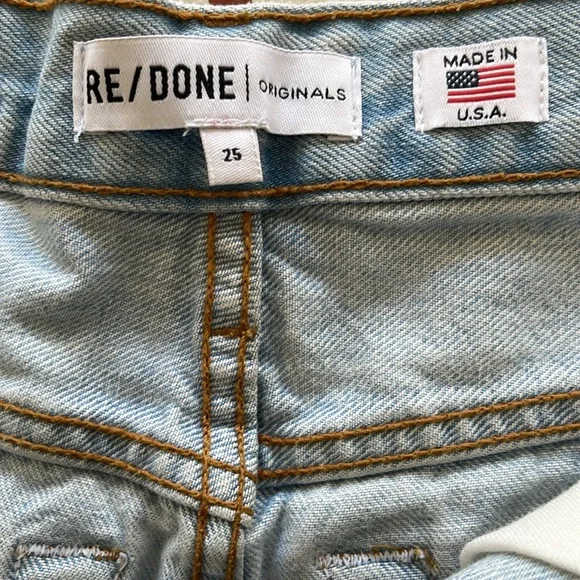 RE/DONE | ORIGINALS
25
MADE IN
U.S.A.